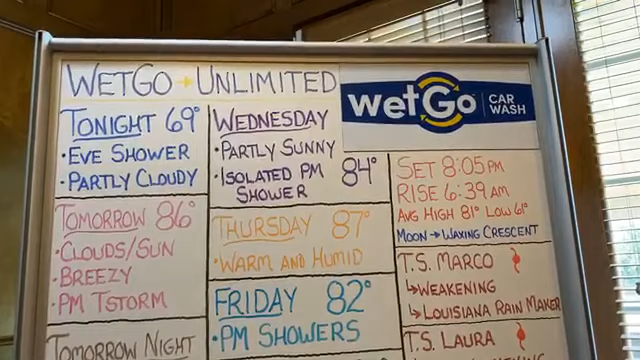 WETGO + UNLIMITED
wetGo CAR WASH
TONIGHT 69°
• EVE SHOWER
• PARTLY CLOUDY
TOMORROW 86°
• CLOUDS/SUN
• BREEZY
• PM TSTORM
TOMORROW NIGHT
WEDNESDAY
• PARTLY SUNNY
• ISOLATED PM 84°
SHOWER
THURSDAY 87°
• WARM AND HUMID
FRIDAY 82°
• PM SHOWERS
SET 8:05 PM
RISE 6:39 AM
AVG HIGH 81° LOW 61°
MOON → WAXING CRESCENT
T.S. MARCO
↳ WEAKENING
↳ LOUISIANA RAIN MAKER
T.S. LAURA